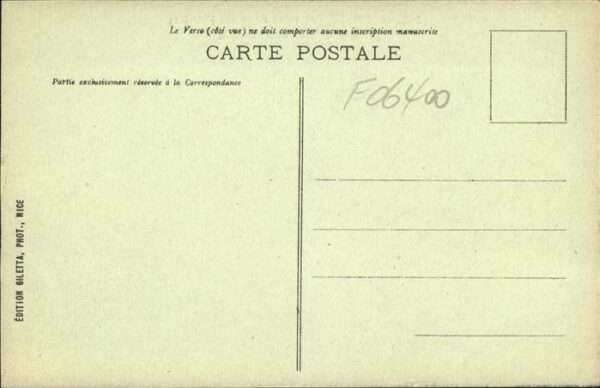 Le Verso (côté vue) ne doit comporter aucune inscription manuscrite
CARTE POSTALE
Partie exclusivement réservée à la Correspondance
F06400
ÉDITION GILETTA, PHOT., NICE